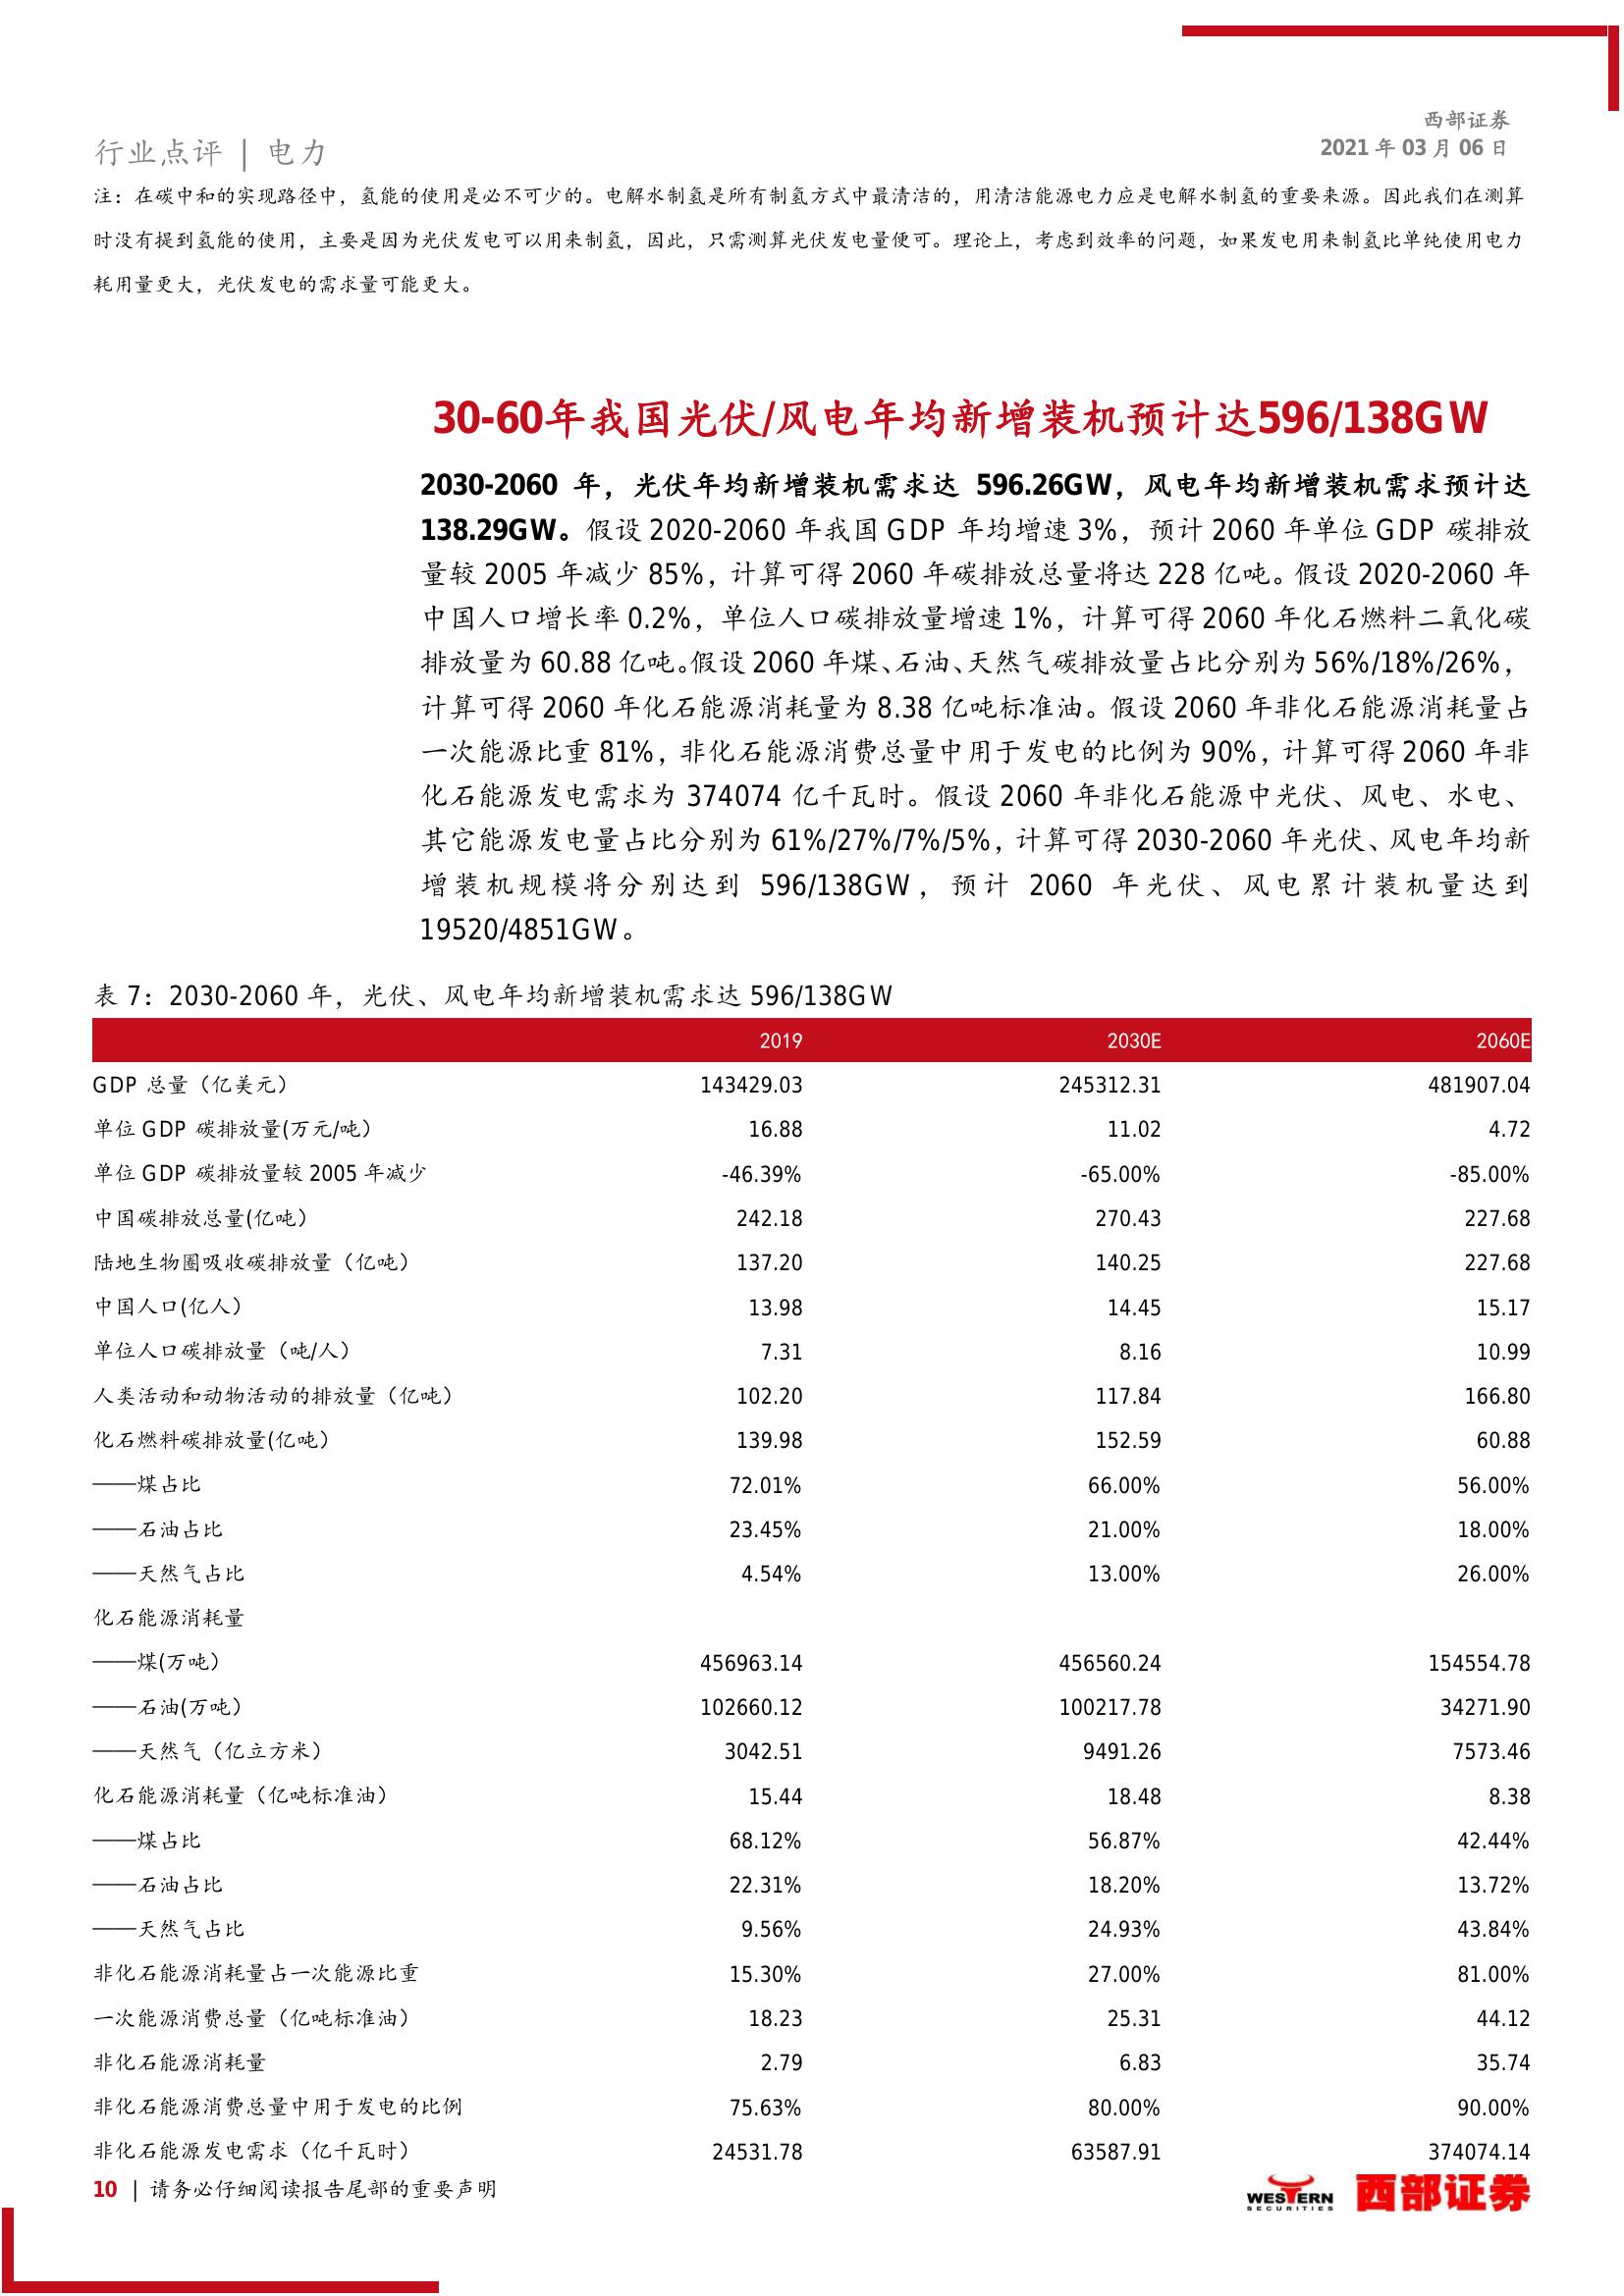 西部证券
行业点评 | 电力
2021 年 03 月 06 日
注：在碳中和的实现路径中，氢能的使用是必不可少的。电解水制氢是所有制氢方式中最清洁的，用清洁能源电力应是电解水制氢的重要来源。因此我们在测算
时没有提到氢能的使用，主要是因为光伏发电可以用来制氢，因此，只需测算光伏发电量便可。理论上，考虑到效率的问题，如果发电用来制氢比单纯使用电力
耗用量更大，光伏发电的需求量可能更大。
30-60年我国光伏/风电年均新增装机预计达596/138GW
2030-2060 年，光伏年均新增装机需求达 596.26GW，风电年均新增装机需求预计达
138.29GW。假设 2020-2060 年我国 GDP 年均增速 3%，预计 2060 年单位 GDP 碳排放
量较 2005 年减少 85%，计算可得 2060 年碳排放总量将达 228 亿吨。假设 2020-2060 年
中国人口增长率 0.2%，单位人口碳排放量增速 1%，计算可得 2060 年化石燃料二氧化碳
排放量为 60.88 亿吨。假设 2060 年煤、石油、天然气碳排放量占比分别为 56%/18%/26%，
计算可得 2060 年化石能源消耗量为 8.38 亿吨标准油。假设 2060 年非化石能源消耗量占
一次能源比重 81%，非化石能源消费总量中用于发电的比例为 90%，计算可得 2060 年非
化石能源发电需求为 374074 亿千瓦时。假设 2060 年非化石能源中光伏、风电、水电、
其它能源发电量占比分别为 61%/27%/7%/5%，计算可得 2030-2060 年光伏、风电年均新
增装机规模将分别达到 596/138GW，预计 2060 年光伏、风电累计装机量达到
19520/4851GW。
表 7：2030-2060 年，光伏、风电年均新增装机需求达 596/138GW
2019 2030E 2060E
GDP 总量（亿美元） 143429.03 245312.31 481907.04
单位 GDP 碳排放量(万元/吨） 16.88 11.02 4.72
单位 GDP 碳排放量较 2005 年减少 -46.39% -65.00% -85.00%
中国碳排放总量(亿吨） 242.18 270.43 227.68
陆地生物圈吸收碳排放量（亿吨） 137.20 140.25 227.68
中国人口(亿人） 13.98 14.45 15.17
单位人口碳排放量（吨/人） 7.31 8.16 10.99
人类活动和动物活动的排放量（亿吨） 102.20 117.84 166.80
化石燃料碳排放量(亿吨） 139.98 152.59 60.88
——煤占比 72.01% 66.00% 56.00%
——石油占比 23.45% 21.00% 18.00%
——天然气占比 4.54% 13.00% 26.00%
化石能源消耗量
——煤(万吨） 456963.14 456560.24 154554.78
——石油(万吨） 102660.12 100217.78 34271.90
——天然气（亿立方米） 3042.51 9491.26 7573.46
化石能源消耗量（亿吨标准油） 15.44 18.48 8.38
——煤占比 68.12% 56.87% 42.44%
——石油占比 22.31% 18.20% 13.72%
——天然气占比 9.56% 24.93% 43.84%
非化石能源消耗量占一次能源比重 15.30% 27.00% 81.00%
一次能源消费总量（亿吨标准油） 18.23 25.31 44.12
非化石能源消耗量 2.79 6.83 35.74
非化石能源消费总量中用于发电的比例 75.63% 80.00% 90.00%
非化石能源发电需求（亿千瓦时） 24531.78 63587.91 374074.14
10 | 请务必仔细阅读报告尾部的重要声明
WESTERN
SECURITIES
西部证券